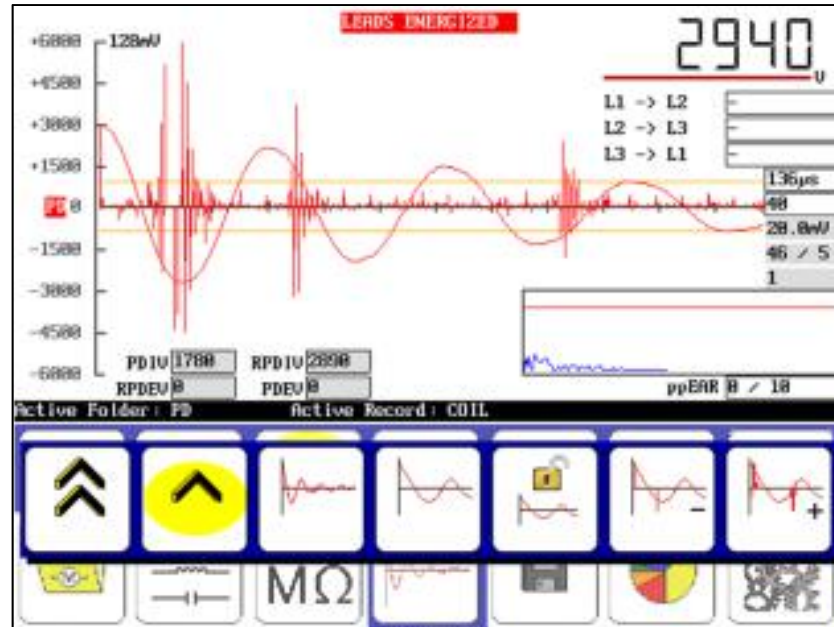 LEADS ENERGIZED
2940 V
+6000 128mV
+4500
+3000
+1500
PD 0
-1500
-3000
-4500
-6000
L1 -> L2 -
L2 -> L3 -
L3 -> L1 -
136µs
40
20.0mV
46 / 5
1
PDIV 1780 RPDIV 2890
RPDEV 0 PDEV 0
ppEAR 0 / 10
Active Folder: PD Active Record: COIL
- +
MΩ